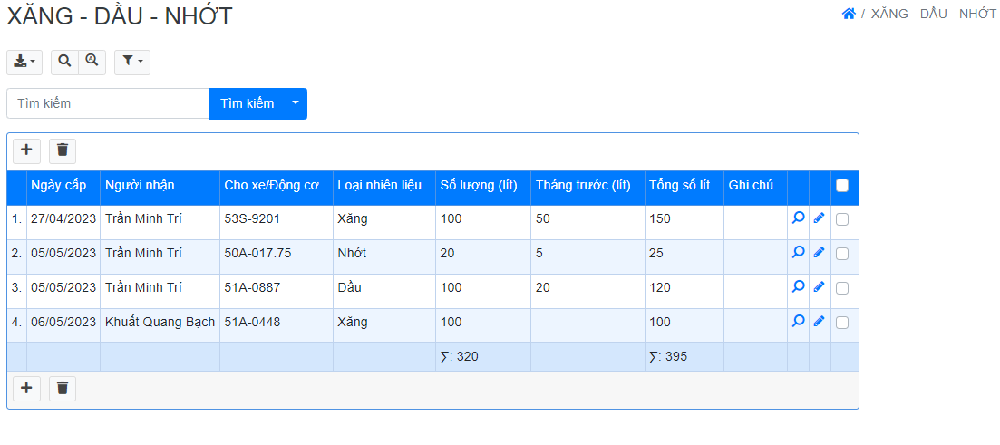 XĂNG - DẦU - NHỚT
/ XĂNG - DẦU - NHỚT
Tìm kiếm Tìm kiếm
Ngày cấp Người nhận Cho xe/Động cơ Loại nhiên liệu Số lượng (lít) Tháng trước (lít) Tổng số lít Ghi chú
1. 27/04/2023 Trần Minh Trí 53S-9201 Xăng 100 50 150
2. 05/05/2023 Trần Minh Trí 50A-017.75 Nhớt 20 5 25
3. 05/05/2023 Trần Minh Trí 51A-0887 Dầu 100 20 120
4. 06/05/2023 Khuất Quang Bạch 51A-0448 Xăng 100 100
∑: 320 ∑: 395